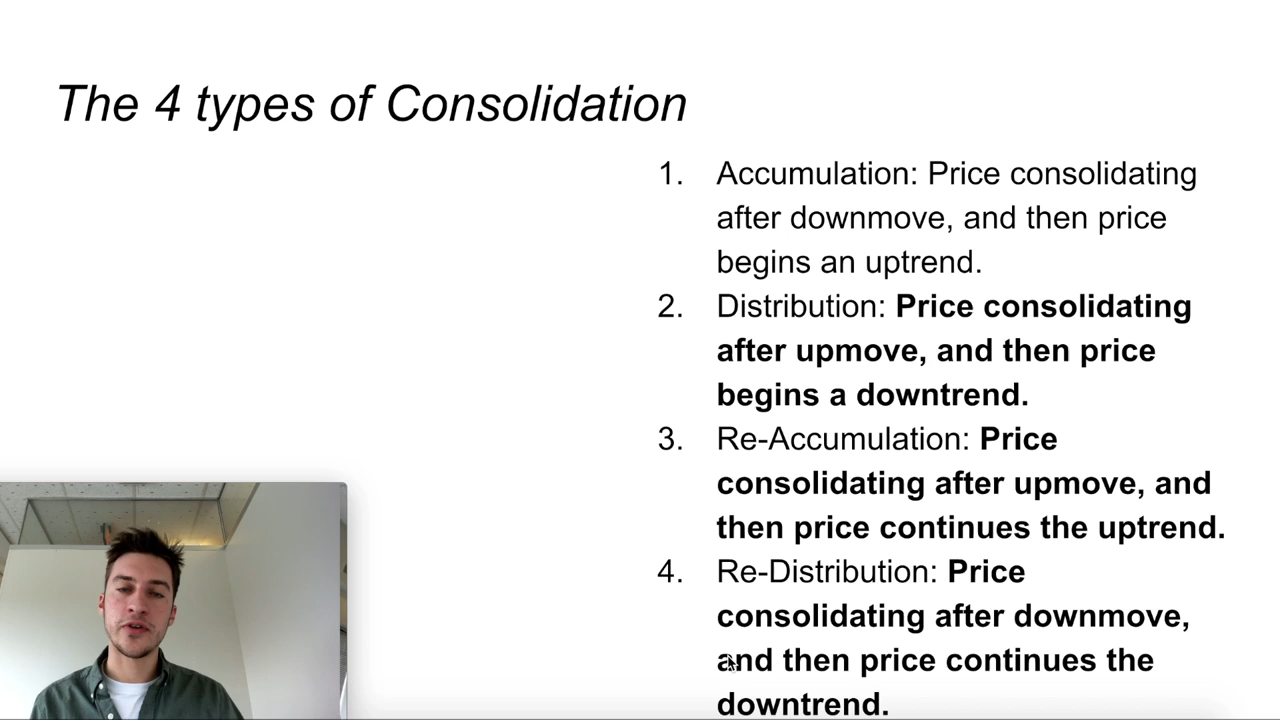 The 4 types of Consolidation
1. Accumulation: Price consolidating
after downmove, and then price
begins an uptrend.
2. Distribution: Price consolidating
after upmove, and then price
begins a downtrend.
3. Re-Accumulation: Price
consolidating after upmove, and
then price continues the uptrend.
4. Re-Distribution: Price
consolidating after downmove,
and then price continues the
downtrend.